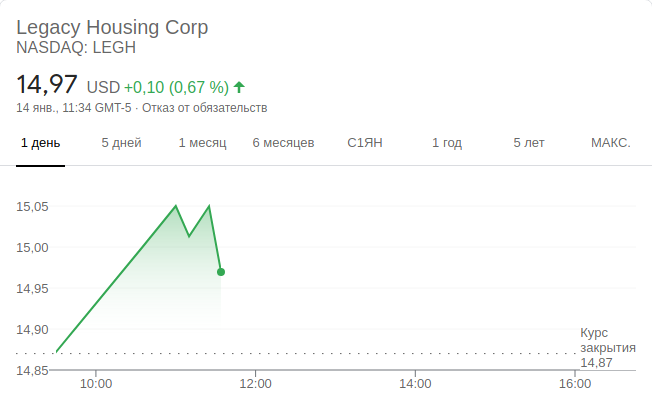 Legacy Housing Corp
NASDAQ: LEGH
14,97 USD +0,10 (0,67 %)
14 янв., 11:34 GMT-5 · Отказ от обязательств
1 день 5 дней 1 месяц 6 месяцев С1ЯН 1 год 5 лет МАКС.
15,05
15,00
14,95
14,90
Курс
закрытия
14,87
14,85
10:00 12:00 14:00 16:00